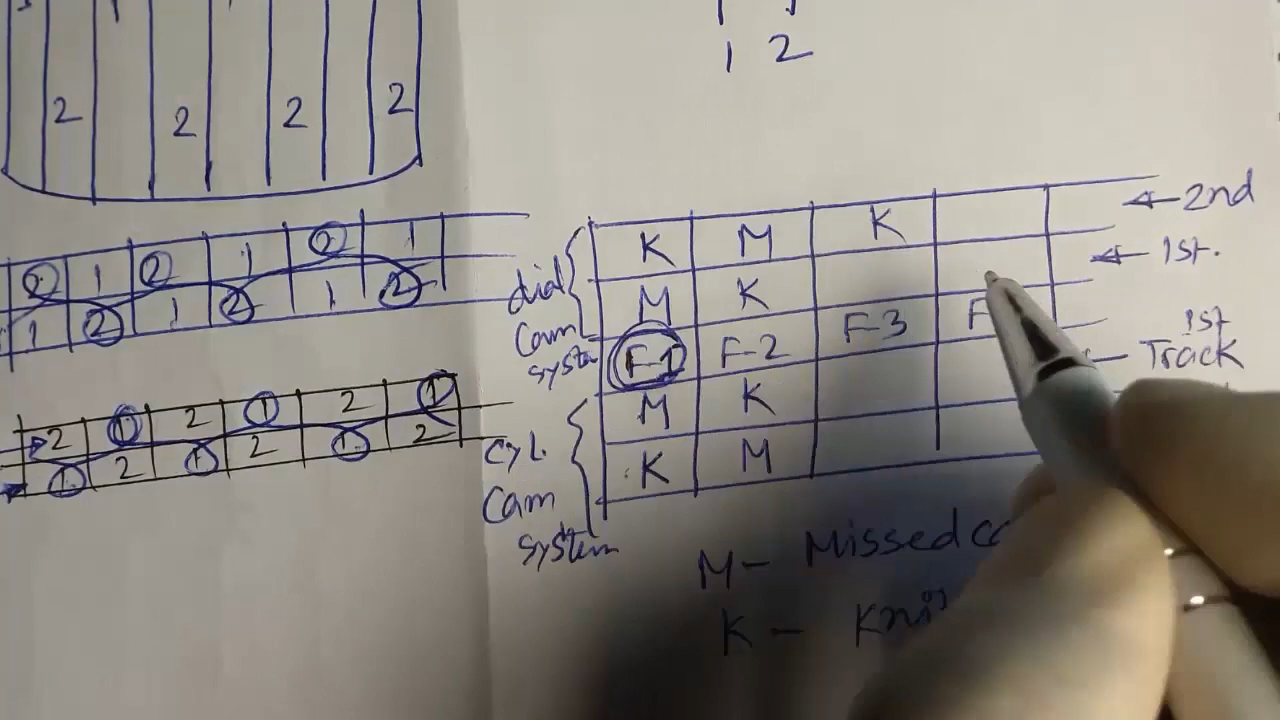 1 2
2 2 2 2
2 1 2 1 2 1
1 2 1 2 1 2
2 1 2 1 2 1
1 2 1 2 1 2
dial
Cam
system
cyl.
Cam
system
K M K
M K
F-1 F-2 F-3 F
M K
K M
← 2nd
← 1st.
1st
Track
M - Missed
K -